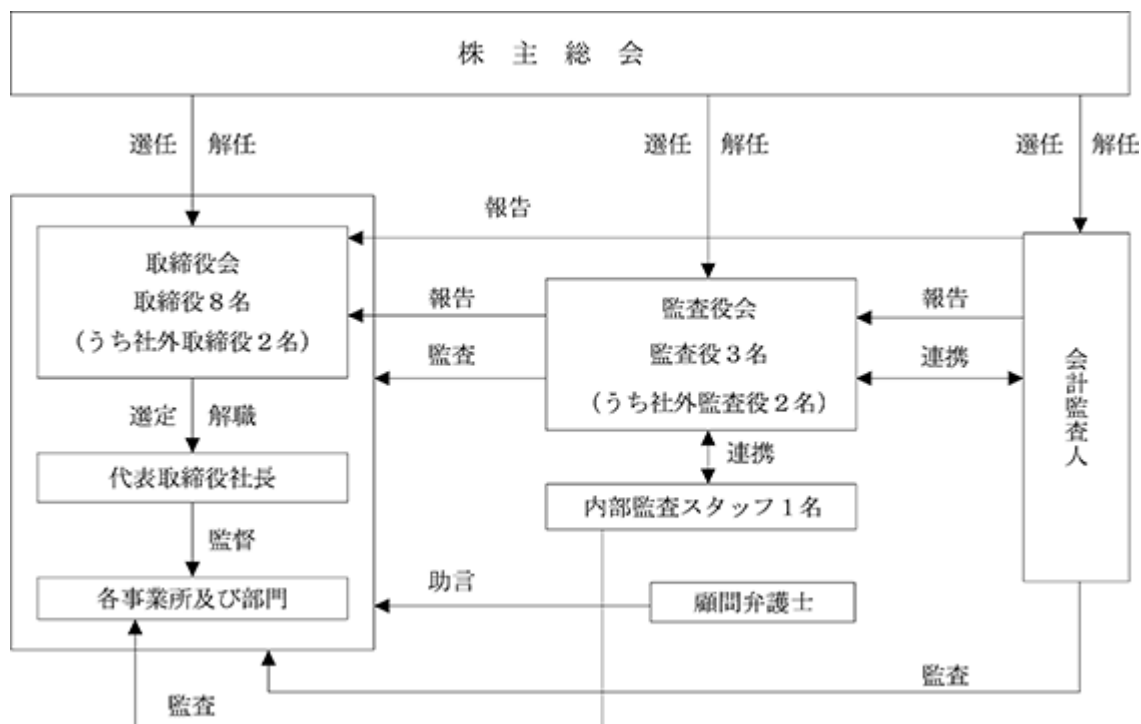 株 主 総 会
選任 解任
選任 解任
選任 解任
報告
取締役会
取締役８名
（うち社外取締役２名）
報告
監査
監査役会
監査役３名
（うち社外監査役２名）
報告
連携
会計監査人
選定 解職
連携
代表取締役社長
内部監査スタッフ１名
監督
助言
各事業所及び部門
顧問弁護士
監査
監査